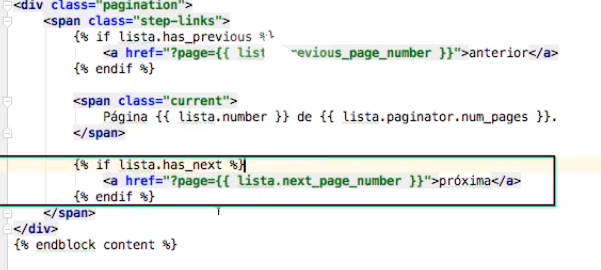 <div class="pagination">
<span class="step-links">
{% if lista.has_previous %}
<a href="?page={{ list revious_page_number }}">anterior</a>
{% endif %}
<span class="current">
Página {{ lista.number }} de {{ lista.paginator.num_pages }}.
</span>
{% if lista.has_next %}
<a href="?page={{ lista.next_page_number }}">próxima</a>
{% endif %}
</span>
</div>
{% endblock content %}